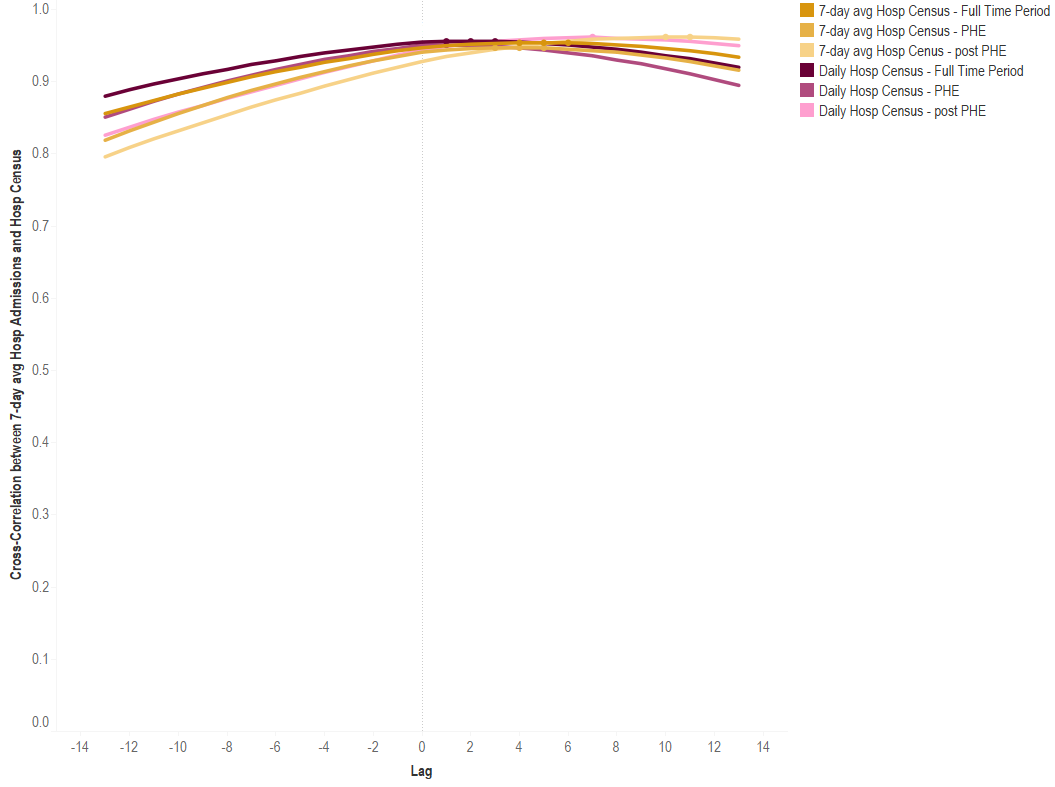 7-day avg Hosp Census - Full Time Period
7-day avg Hosp Census - PHE
7-day avg Hosp Cenus - post PHE
Daily Hosp Census - Full Time Period
Daily Hosp Census - PHE
Daily Hosp Census - post PHE
Cross-Correlation between 7-day avg Hosp Admissions and Hosp Census
1.0
0.9
0.8
0.7
0.6
0.5
0.4
0.3
0.2
0.1
0.0
-14 -12 -10 -8 -6 -4 -2 0 2 4 6 8 10 12 14
Lag